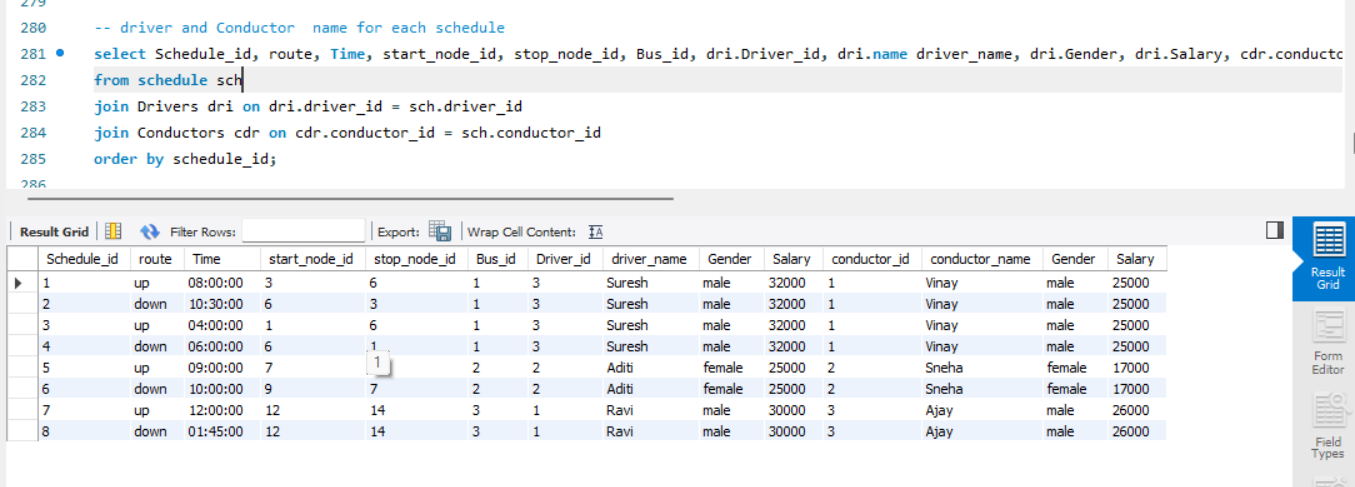 279
280 -- driver and Conductor  name for each schedule
281 select Schedule_id, route, Time, start_node_id, stop_node_id, Bus_id, dri.Driver_id, dri.name driver_name, dri.Gender, dri.Salary, cdr.conductc
282 from schedule sch
283 join Drivers dri on dri.driver_id = sch.driver_id
284 join Conductors cdr on cdr.conductor_id = sch.conductor_id
285 order by schedule_id;
286
Result Grid Filter Rows: Export: Wrap Cell Content: IA
Schedule_id route Time start_node_id stop_node_id Bus_id Driver_id driver_name Gender Salary conductor_id conductor_name Gender Salary
1 up 08:00:00 3 6 1 3 Suresh male 32000 1 Vinay male 25000
2 down 10:30:00 6 3 1 3 Suresh male 32000 1 Vinay male 25000
3 up 04:00:00 1 6 1 3 Suresh male 32000 1 Vinay male 25000
4 down 06:00:00 6 1 1 3 Suresh male 32000 1 Vinay male 25000
1
5 up 09:00:00 7 2 2 Aditi female 25000 2 Sneha female 17000
6 down 10:00:00 9 7 2 2 Aditi female 25000 2 Sneha female 17000
7 up 12:00:00 12 14 3 1 Ravi male 30000 3 Ajay male 26000
8 down 01:45:00 12 14 3 1 Ravi male 30000 3 Ajay male 26000
Result
Grid
Form
Editor
Field
Types